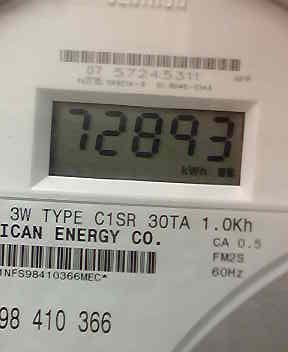 07 57245311
72893
kWh
3W TYPE C1SR 30TA 1.0Kh
ICAN ENERGY CO.
CA 0.5
FM2S
1NFS98410366MEC*
60Hz
98 410 366